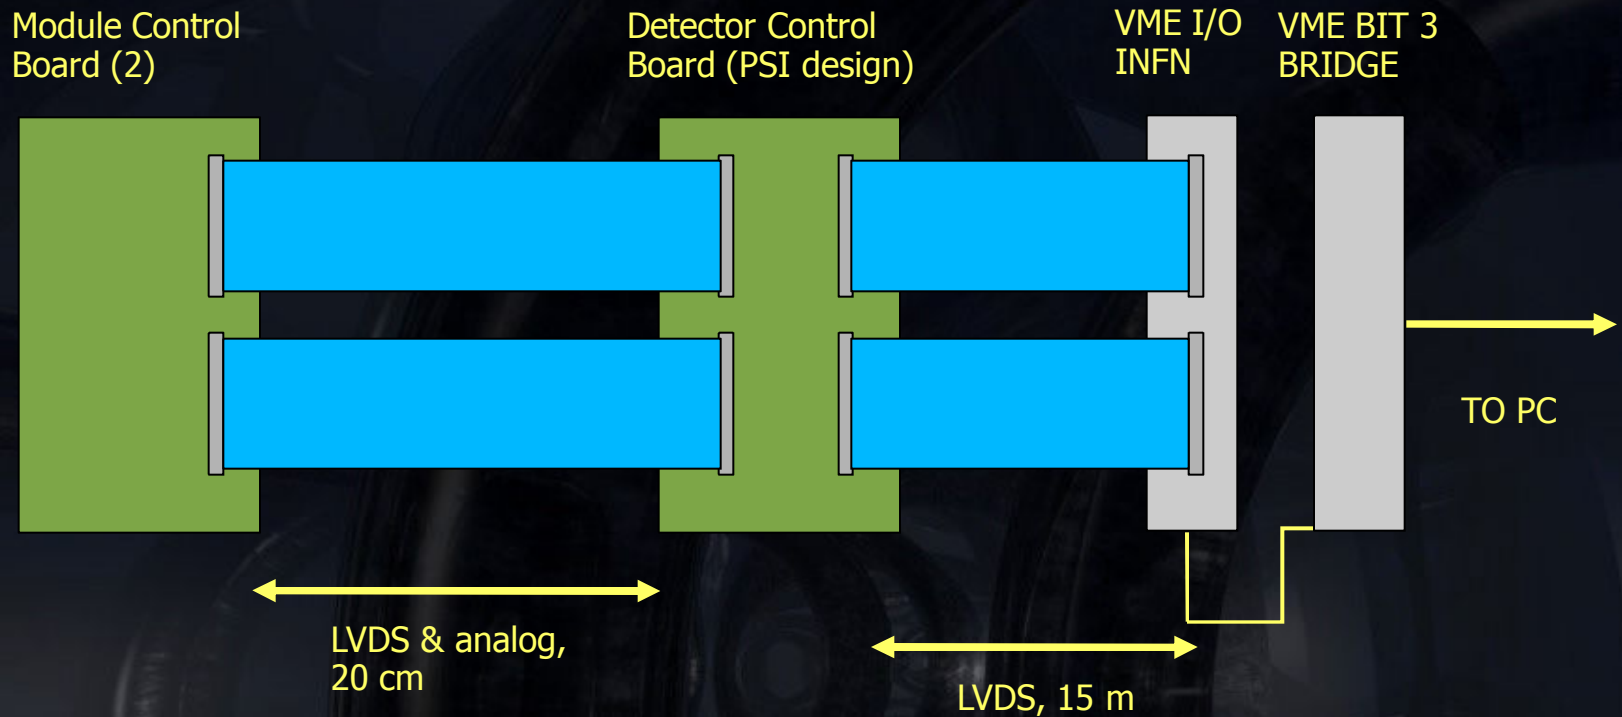 Module Control
Board (2)
Detector Control
Board (PSI design)
VME I/O
INFN
VME BIT 3
BRIDGE
TO PC
LVDS & analog,
20 cm
LVDS, 15 m